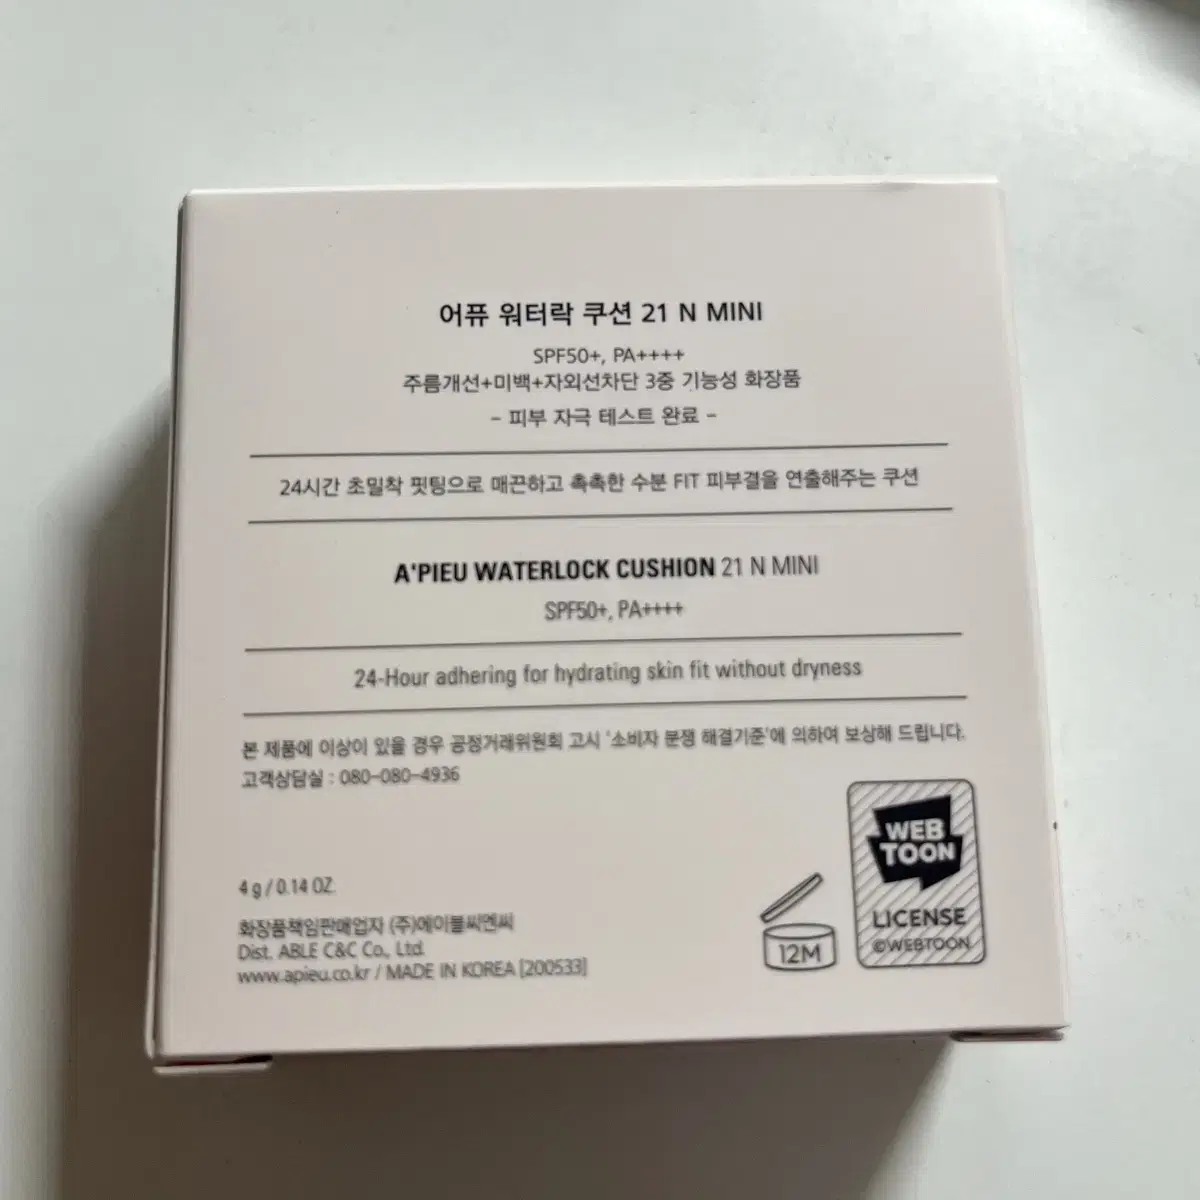 어퓨 워터락 쿠션 21 N MINI
SPF50+, PA++++
주름개선+미백+자외선차단 3중 기능성 화장품
- 피부 자극 테스트 완료 -
24시간 초밀착 핏팅으로 매끈하고 촉촉한 수분 FIT 피부결을 연출해주는 쿠션
A'PIEU WATERLOCK CUSHION 21 N MINI
SPF50+, PA++++
24-Hour adhering for hydrating skin fit without dryness
본 제품에 이상이 있을 경우 공정거래위원회 고시 '소비자 분쟁 해결기준'에 의하여 보상해 드립니다.
고객상담실 : 080-080-4936
4 g / 0.14 OZ.
화장품책임판매업자 (주)에이블씨엔씨
Dist. ABLE C&C Co., Ltd.
www.apieu.co.kr / MADE IN KOREA [200533]
12M
WEB
TOON
LICENSE
©WEBTOON